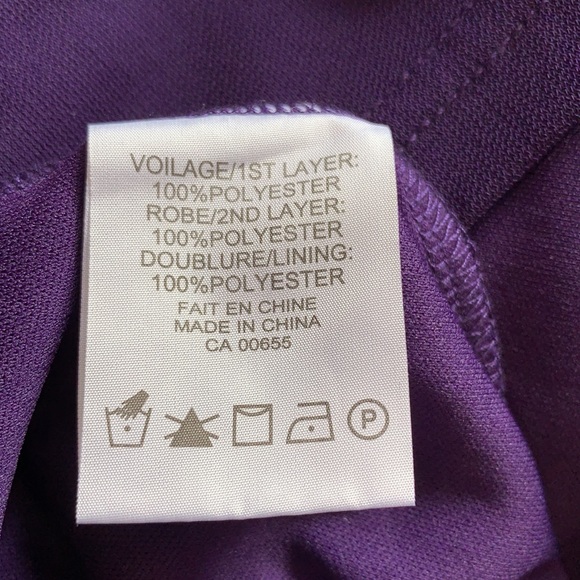 VOILAGE/1ST LAYER:
100%POLYESTER
ROBE/2ND LAYER:
100%POLYESTER
DOUBLURE/LINING:
100%POLYESTER
FAIT EN CHINE
MADE IN CHINA
CA 00655
P